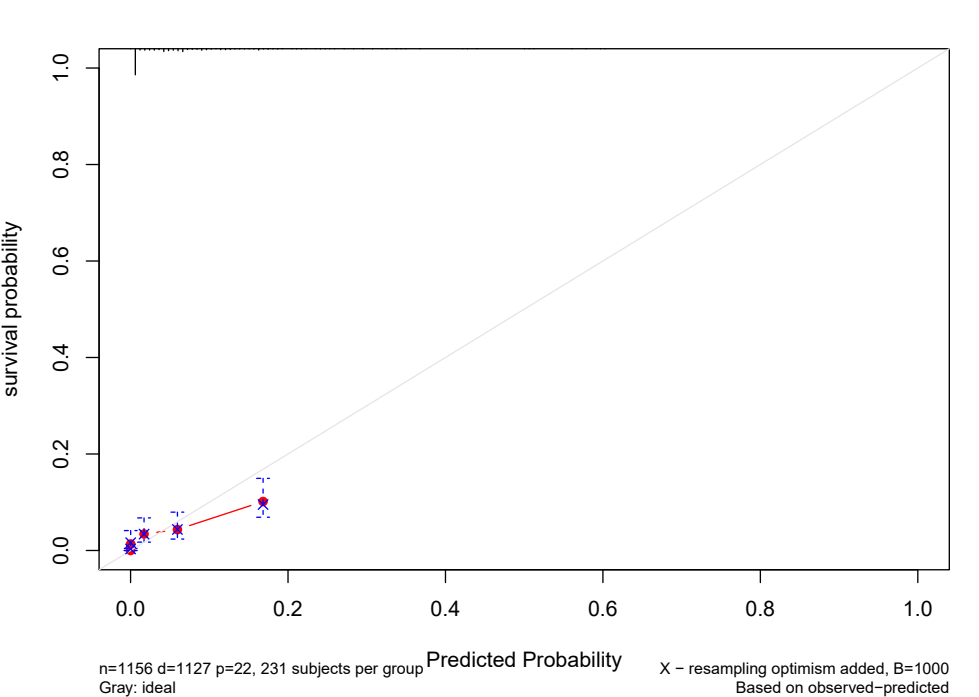 1.0
0.8
0.6
0.4
0.2
0.0
survival probability
0.0 0.2 0.4 0.6 0.8 1.0
Predicted Probability
n=1156 d=1127 p=22, 231 subjects per group
Gray: ideal
X − resampling optimism added, B=1000
Based on observed−predicted